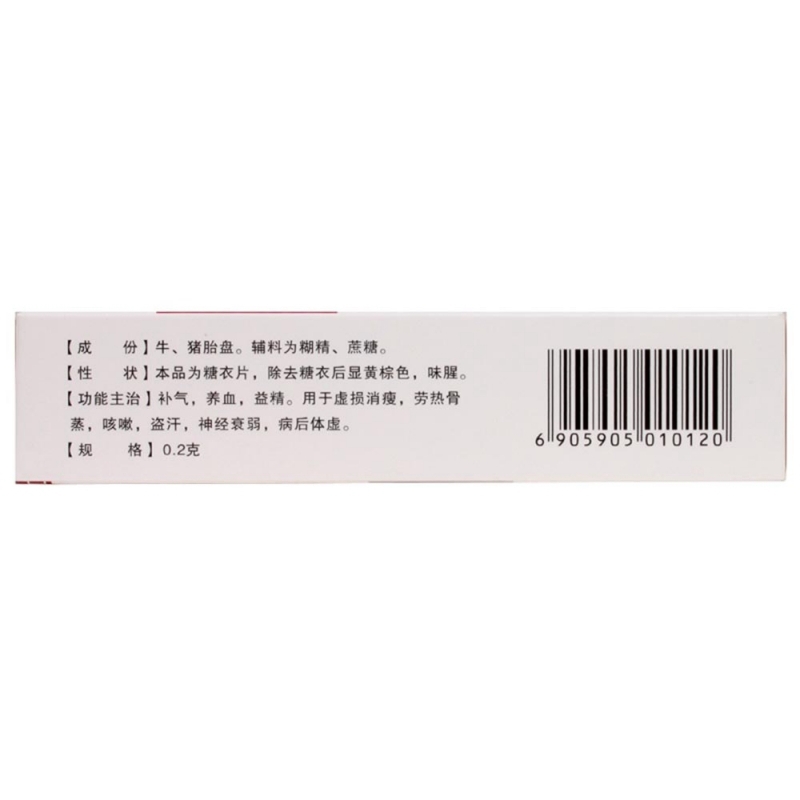 【成　份】牛、猪胎盘。辅料为糊精、蔗糖。
【性　状】本品为糖衣片，除去糖衣后显黄棕色，味腥。
【功能主治】补气，养血，益精。用于虚损消瘦，劳热骨
蒸，咳嗽，盗汗，神经衰弱，病后体虚。
【规　格】0.2克
6 905905 010120